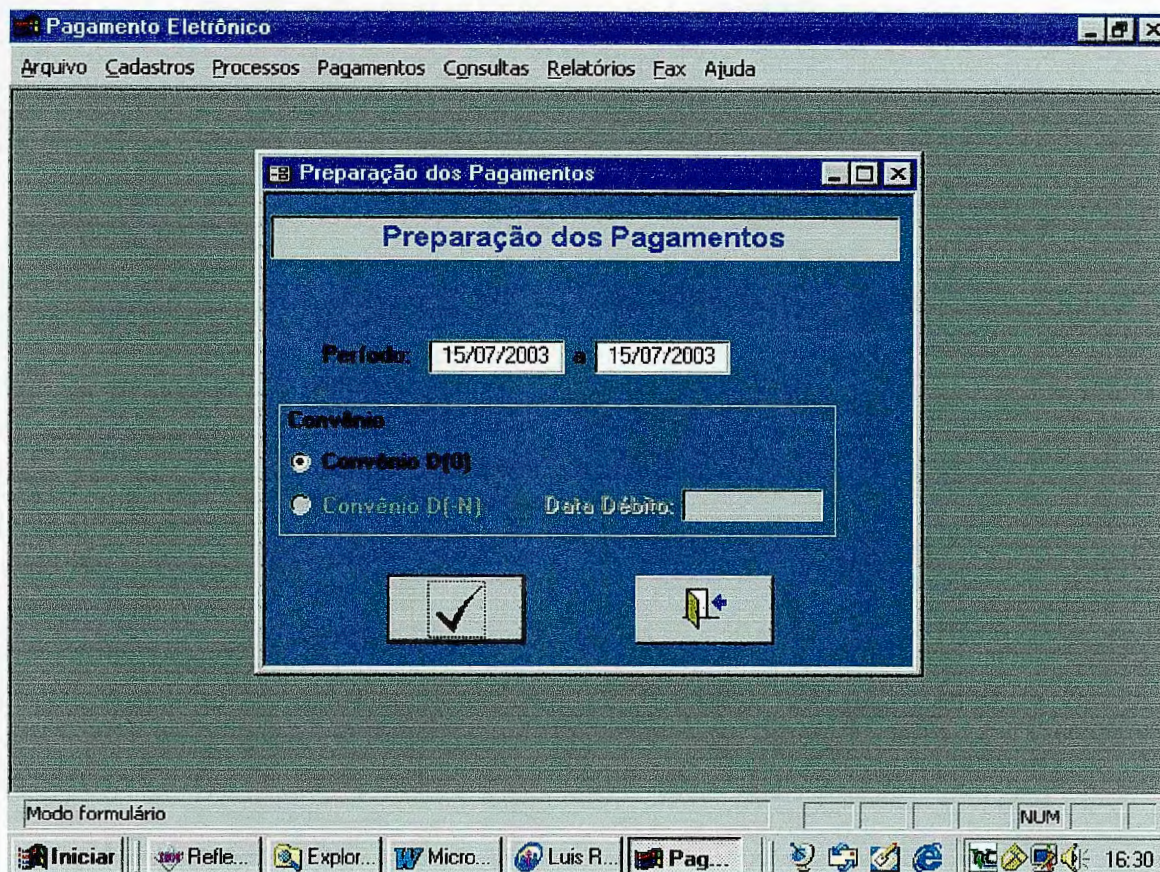 Pagamento Eletrônico
Arquivo Cadastros Processos Pagamentos Consultas Relatórios Fax Ajuda
Preparação dos Pagamentos
Preparação dos Pagamentos
Período: 15/07/2003 a 15/07/2003
Convênio
Convênio D(0)
Convênio D(-N) Data Débito:
Modo formulário NUM
Iniciar Refle... Explor... Micro... Luis R... Pag... 16:30